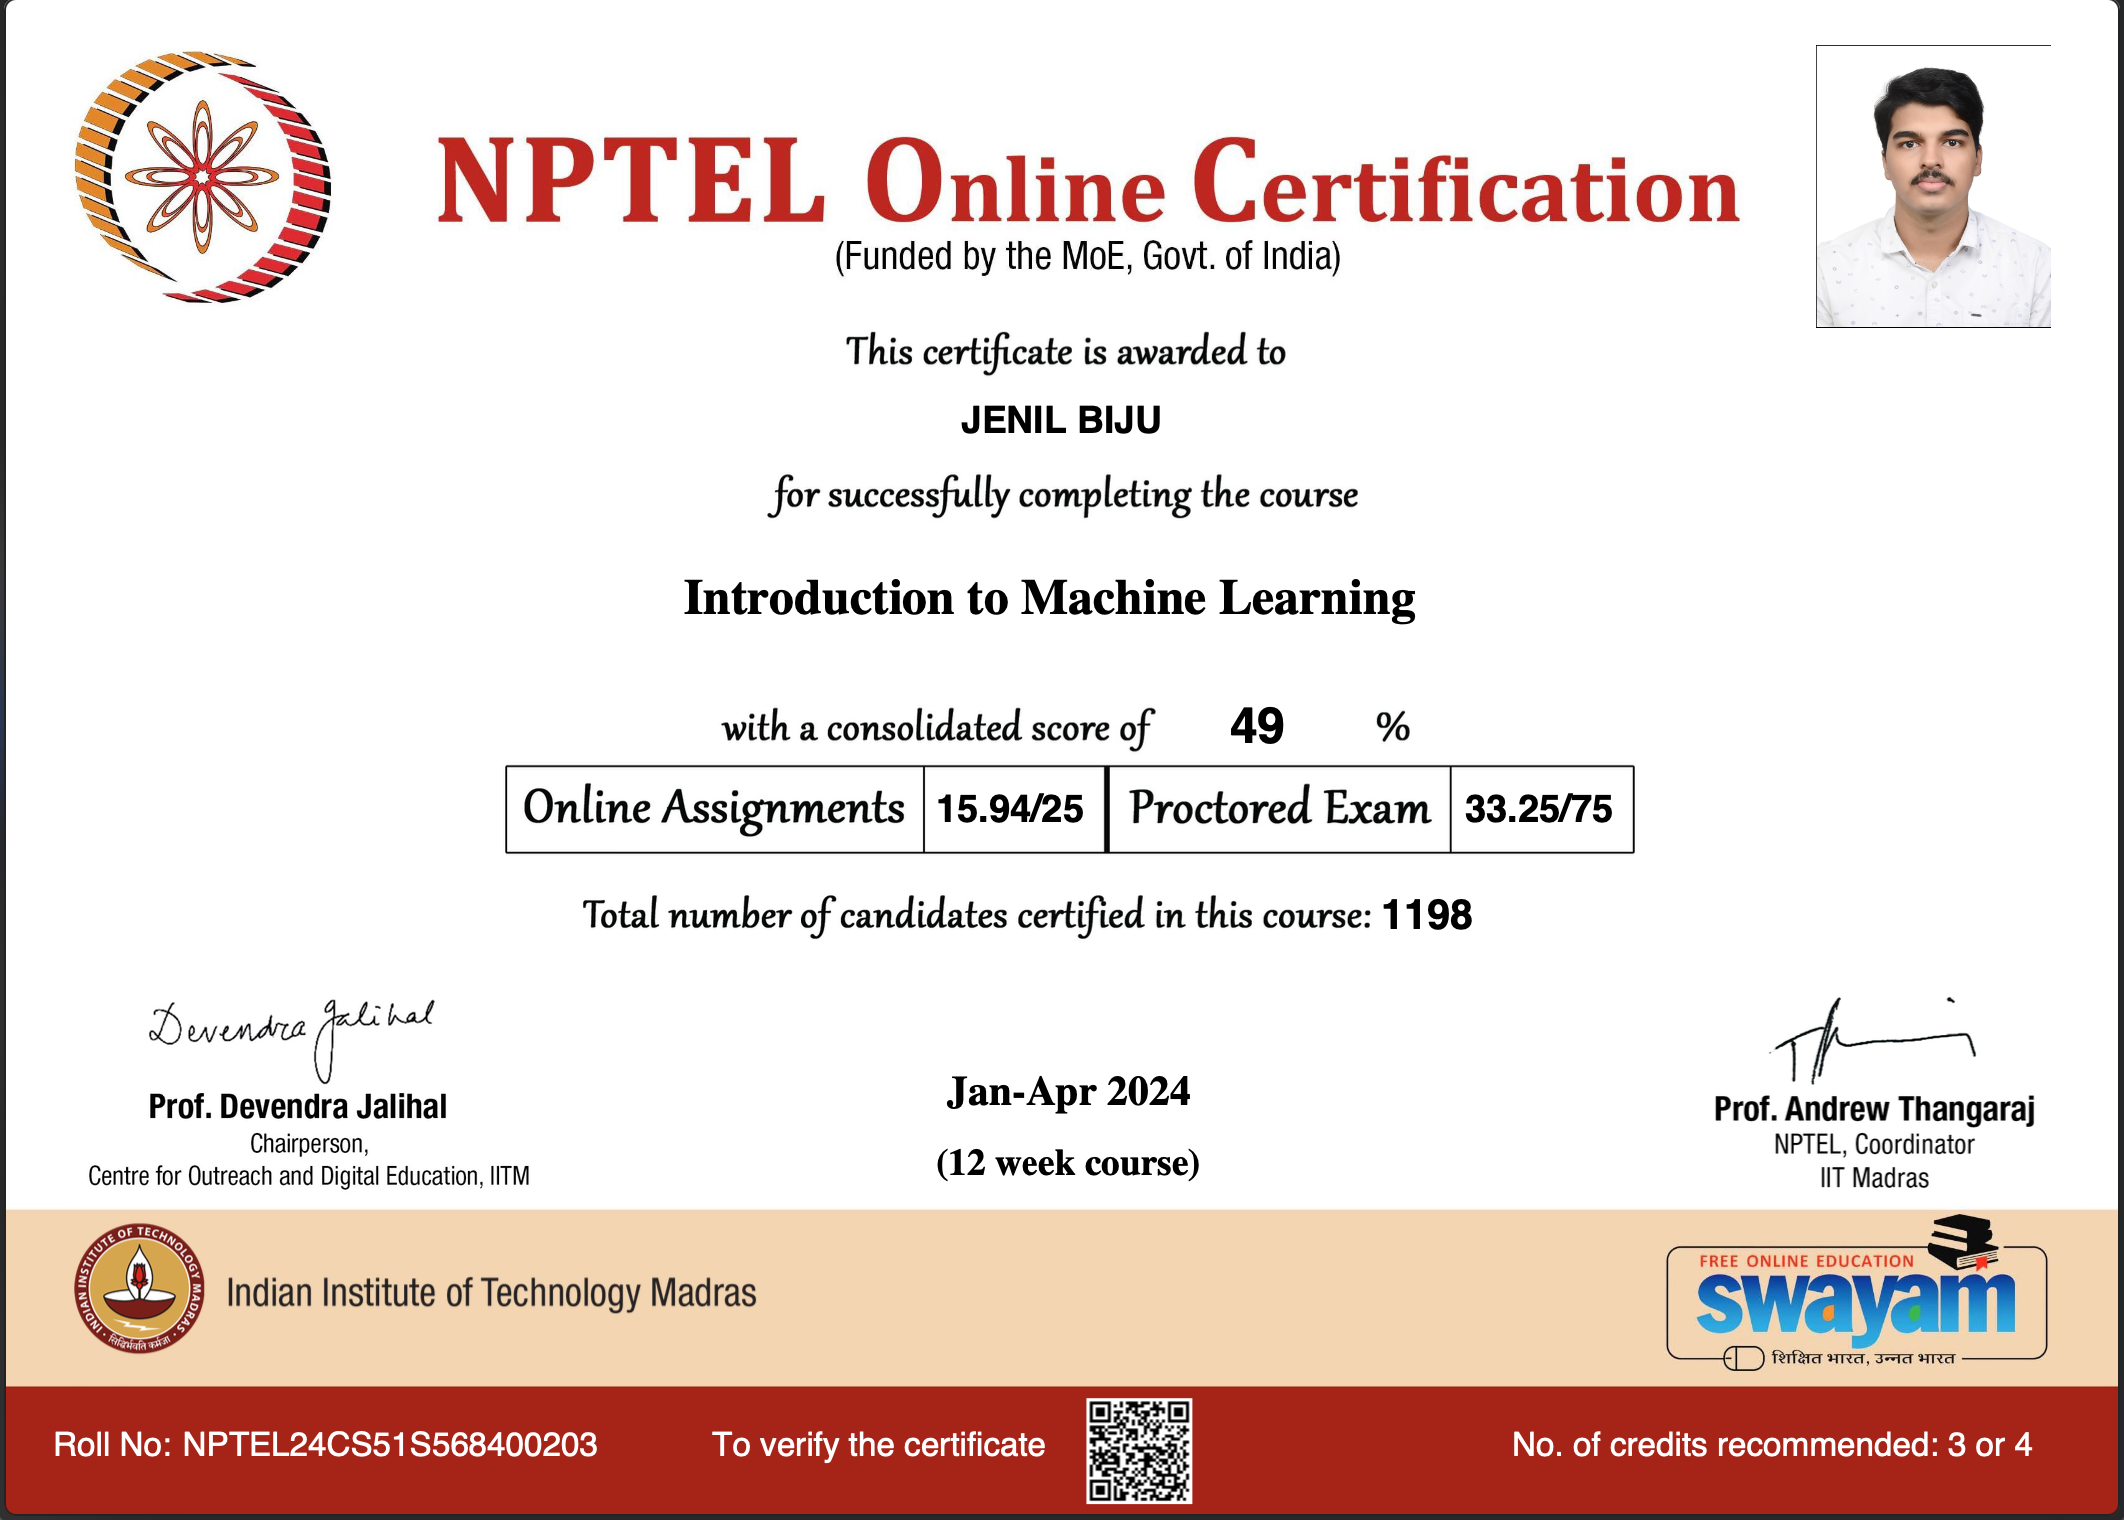 NPTEL Online Certification
(Funded by the MoE, Govt. of India)
This certificate is awarded to
JENIL BIJU
for successfully completing the course
Introduction to Machine Learning
with a consolidated score of 49 %
Online Assignments 15.94/25 Proctored Exam 33.25/75
Total number of candidates certified in this course: 1198
Devendra Jalihal
Prof. Devendra Jalihal
Chairperson,
Centre for Outreach and Digital Education, IITM
Jan-Apr 2024
(12 week course)
Prof. Andrew Thangaraj
NPTEL, Coordinator
IIT Madras
INDIAN INSTITUTE OF TECHNOLOGY MADRAS
सिद्धिर्भवति कर्मजा
Indian Institute of Technology Madras
FREE ONLINE EDUCATION
swayam
शिक्षित भारत, उन्नत भारत
Roll No: NPTEL24CS51S568400203
To verify the certificate
No. of credits recommended: 3 or 4